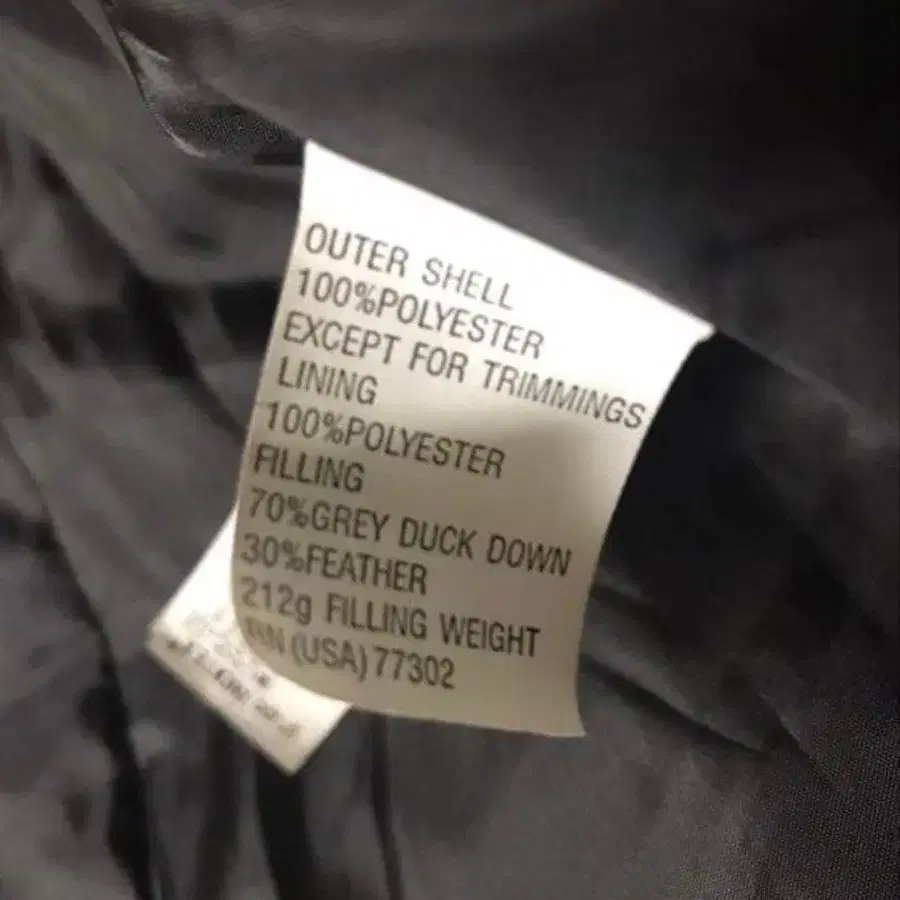 OUTER SHELL
100%POLYESTER
EXCEPT FOR TRIMMINGS
LINING
100%POLYESTER
FILLING
70%GREY DUCK DOWN
30%FEATHER
212g FILLING WEIGHT
(USA) 77302